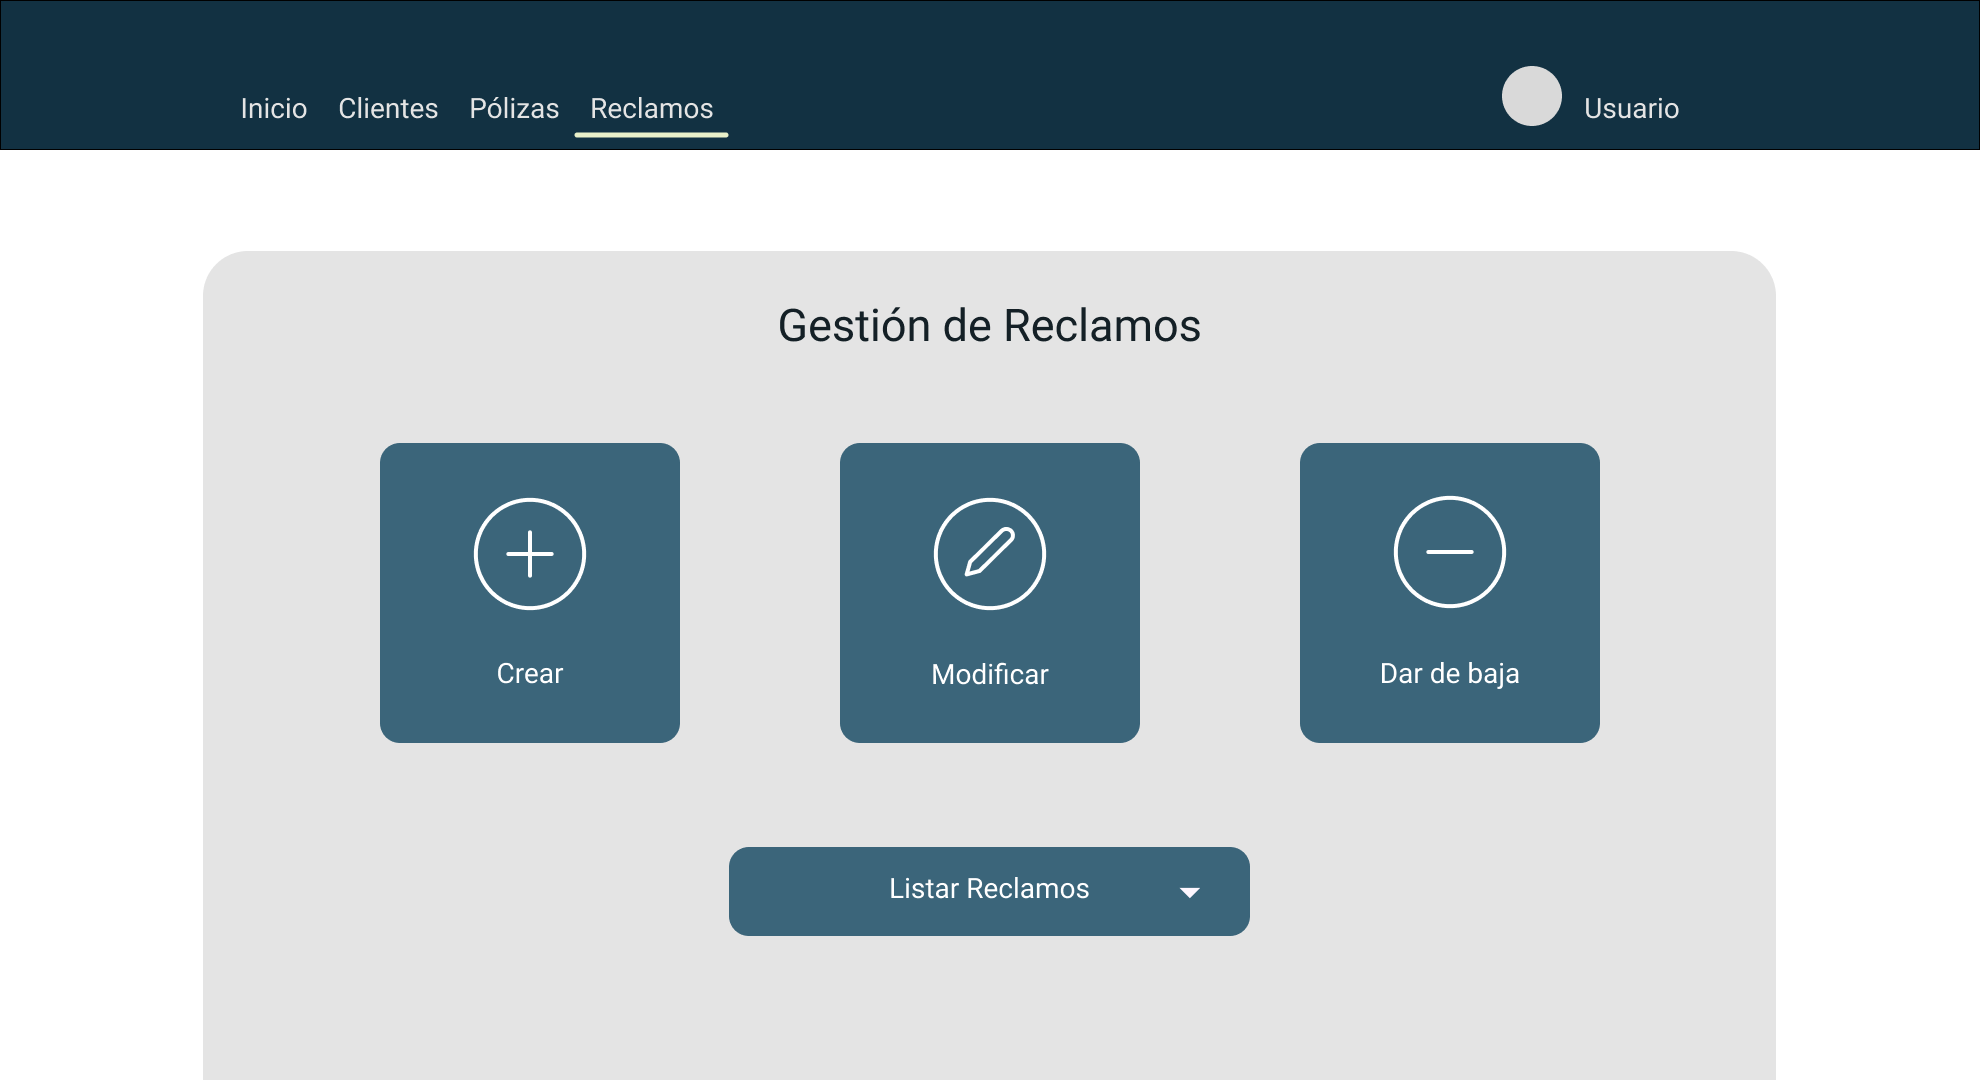 Inicio Clientes Pólizas Reclamos Usuario
Gestión de Reclamos
Crear Modificar Dar de baja
Listar Reclamos